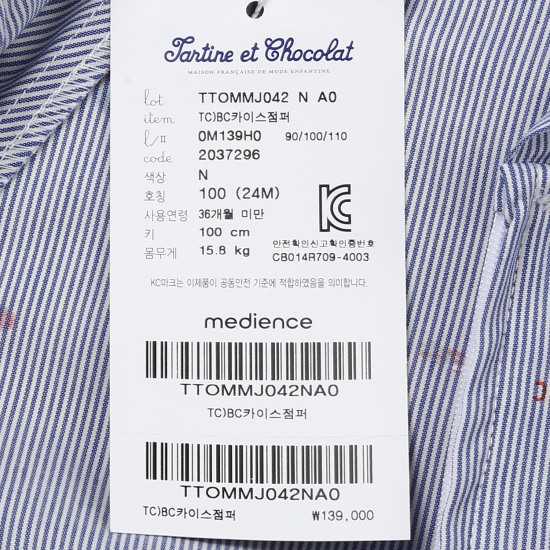 Tartine et Chocolat
MAISON FRANÇAISE DE MODE ENFANTINE
lot TTOMMJ042 N A0
item TC)BC카이스점퍼
l/# 0M139H0 90/100/110
code 2037296
색상 N
호칭 100 (24M)
사용연령 36개월 미만
키 100 cm
몸무게 15.8 kg
안전확인신고확인증번호
CB014R709-4003
KC마크는 이제품이 공동안전 기준에 적합하였음을 의미합니다.
medience
TTOMMJ042NA0
TC)BC카이스점퍼
TTOMMJ042NA0
TC)BC카이스점퍼 ₩139,000